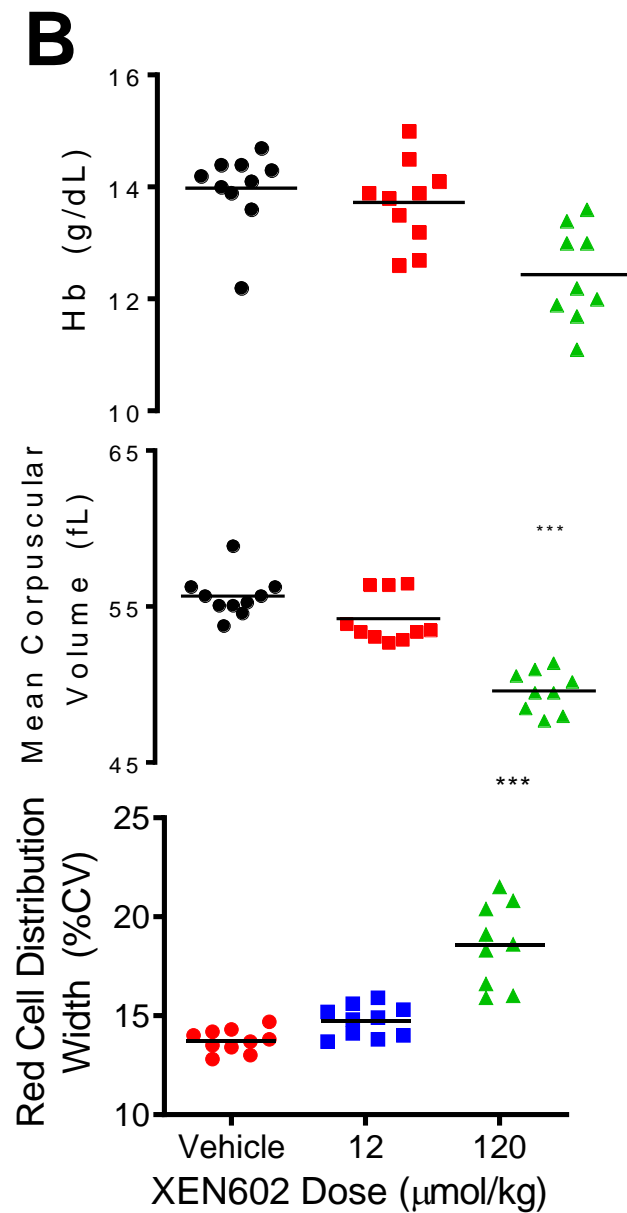 B
16
14
12
10
Hb (g/dL)
65
55
45
Mean Corpuscular
Volume (fL)
***
***
25
20
15
10
Red Cell Distribution
Width (%CV)
Vehicle 12 120
XEN602 Dose (μmol/kg)